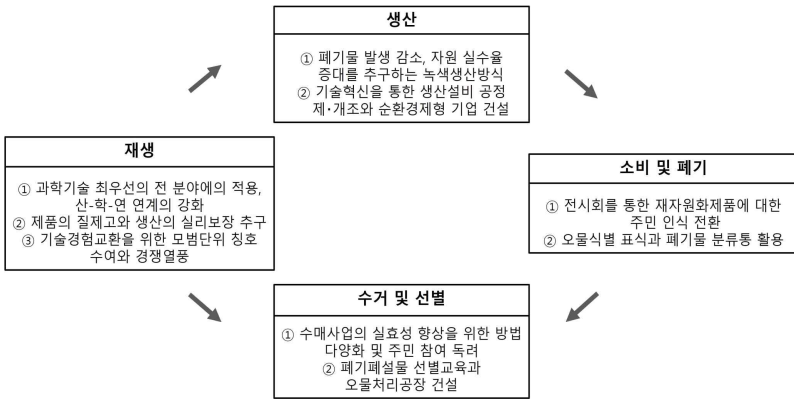 생산
① 폐기물 발생 감소, 자원 실수율
증대를 추구하는 녹색생산방식
② 기술혁신을 통한 생산설비 공정
제·개조와 순환경제형 기업 건설
재생
① 과학기술 최우선의 전 분야에의 적용,
산-학-연 연계의 강화
② 제품의 질제고와 생산의 실리보장 추구
③ 기술경험교환을 위한 모범단위 칭호
수여와 경쟁열풍
소비 및 폐기
① 전시회를 통한 재자원화제품에 대한
주민 인식 전환
② 오물식별 표식과 폐기물 분류통 활용
수거 및 선별
① 수매사업의 실효성 향상을 위한 방법
다양화 및 주민 참여 독려
② 폐기폐설물 선별교육과
오물처리공장 건설